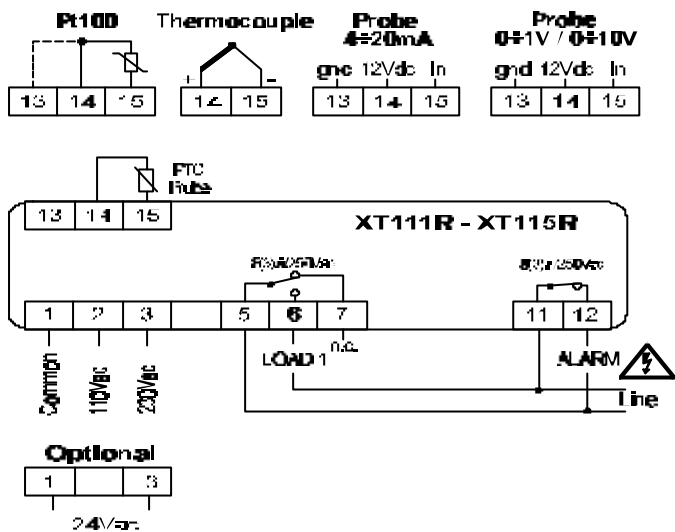 Pt100 Thermocouple Probe Probe
4÷20mA 0÷1V / 0÷10V
gnd 12Vdc In gnd 12Vdc In
+ -
13 14 15 12 15 13 14 15 13 14 15
PTC
Probe
13 14 15 XT111R - XT115R
8(3)A/250Vac 8(3)A/250Vac
1 2 3 5 6 7 11 12
Common 110Vac 230Vac LOAD 1 n.c. ALARM
Line
Optional
1 3
24Vac